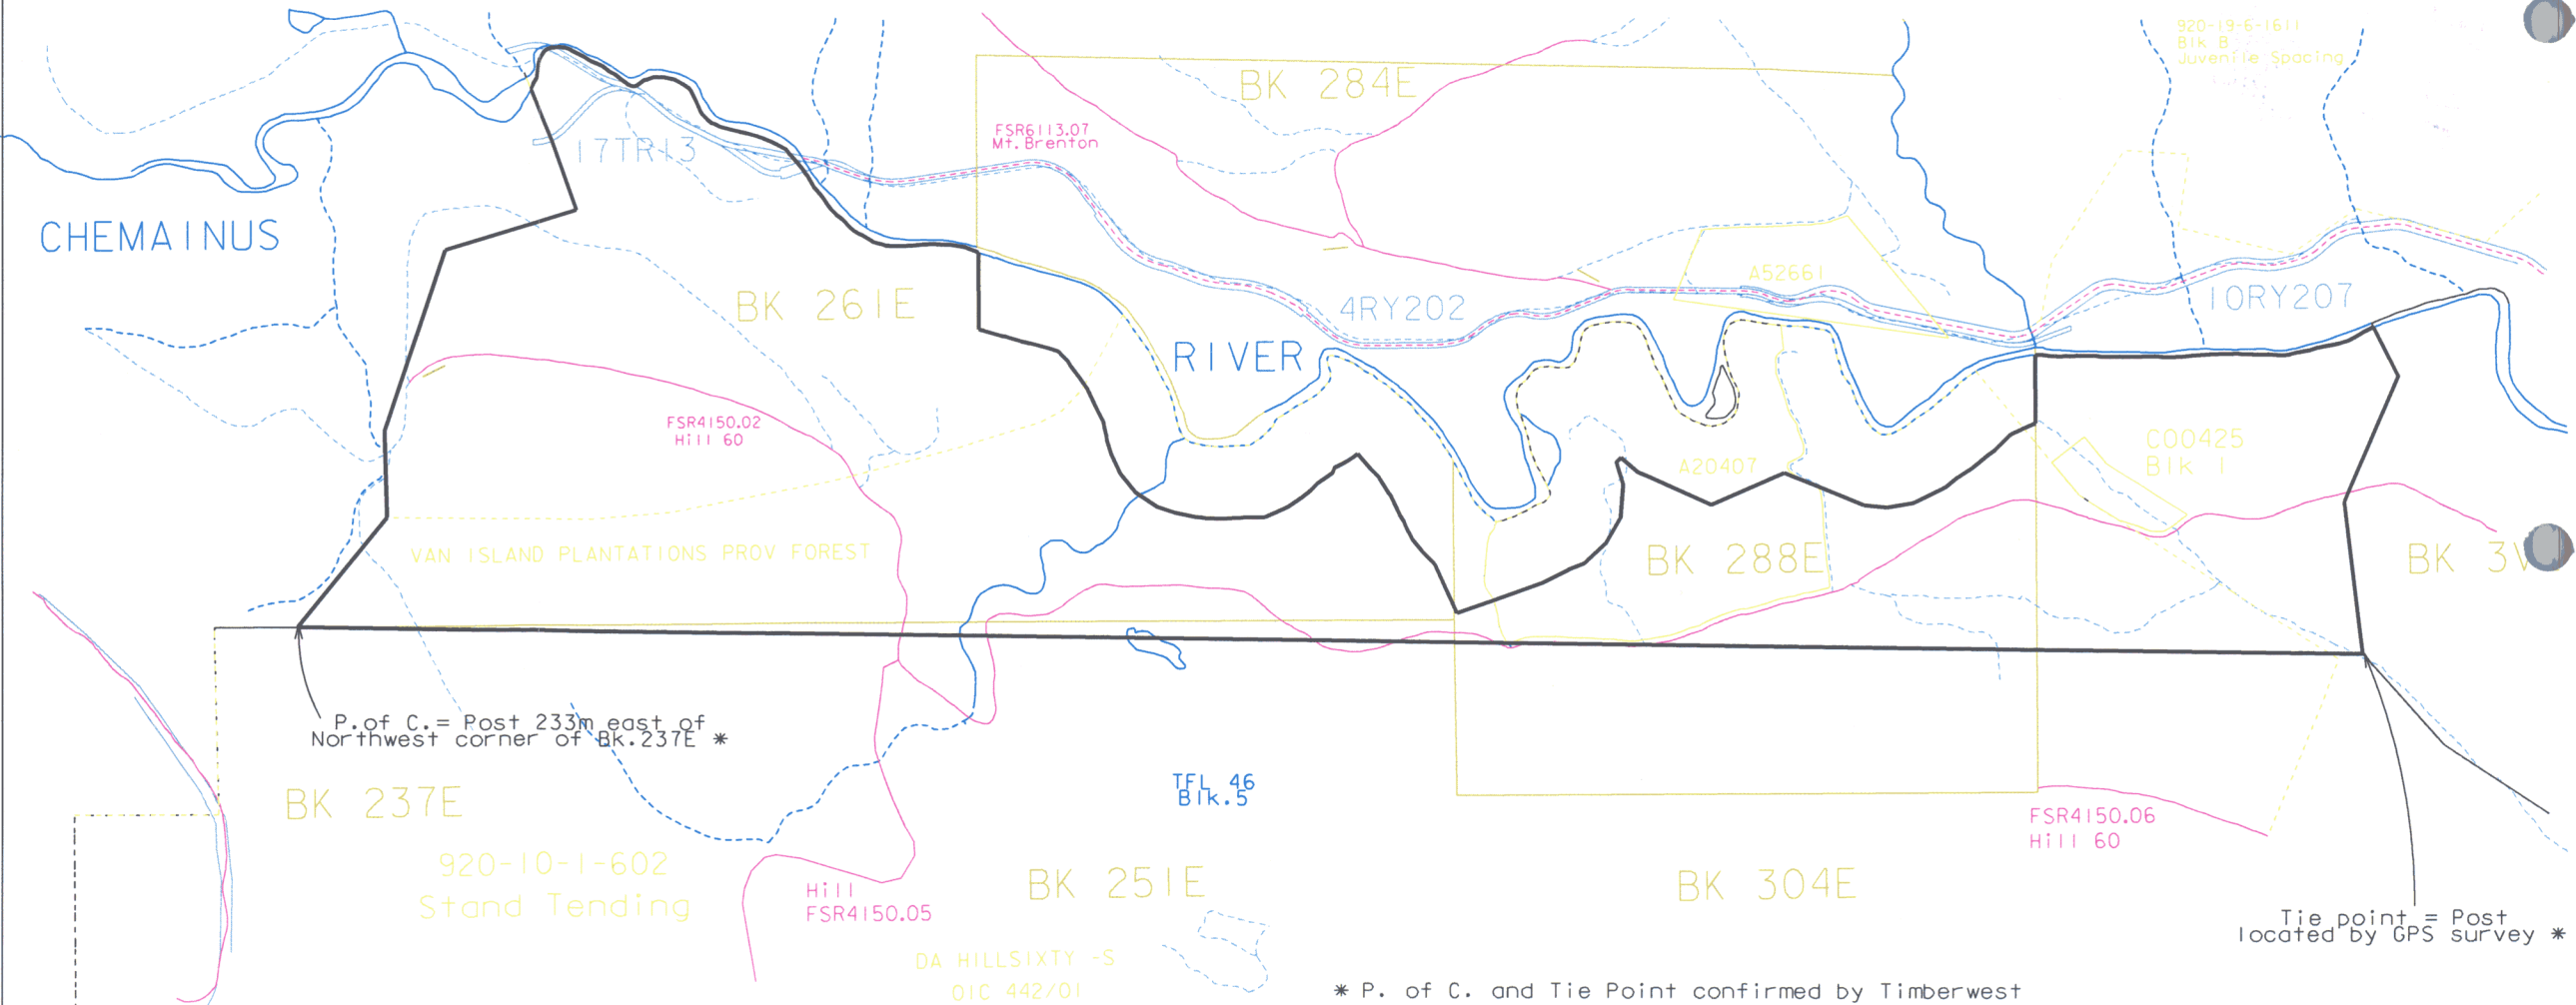 920-19-6-1611
Blk B
Juvenile Spacing
BK 284E
FSR6113.07
Mt.Brenton
17TR13
CHEMAINUS
BK 261E
A52661
4RY202
10RY207
RIVER
FSR4150.02
Hill 60
A20407
C00425
Blk 1
VAN ISLAND PLANTATIONS PROV FOREST
BK 288E
BK 3V
P.of C.= Post 233m east of
Northwest corner of Bk.237E *
BK 237E
TFL 46
Blk.5
FSR4150.06
Hill 60
920-10-1-602
Stand Tending
Hill
FSR4150.05
BK 251E
BK 304E
Tie point = Post
located by GPS survey *
DA HILLSIXTY -S
OIC 442/01
* P. of C. and Tie Point confirmed by Timberwest